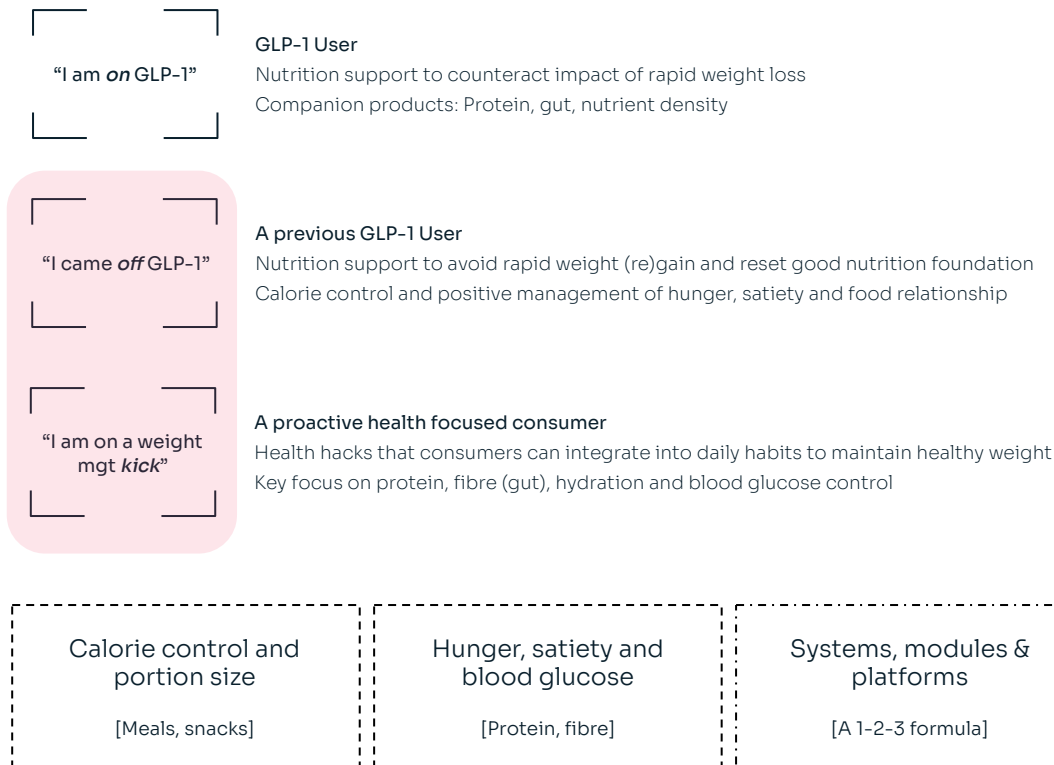 “I am on GLP-1”
GLP-1 User
Nutrition support to counteract impact of rapid weight loss
Companion products: Protein, gut, nutrient density
“I came off GLP-1”
A previous GLP-1 User
Nutrition support to avoid rapid weight (re)gain and reset good nutrition foundation
Calorie control and positive management of hunger, satiety and food relationship
“I am on a weight
mgt kick”
A proactive health focused consumer
Health hacks that consumers can integrate into daily habits to maintain healthy weight
Key focus on protein, fibre (gut), hydration and blood glucose control
Calorie control and
portion size
[Meals, snacks]
Hunger, satiety and
blood glucose
[Protein, fibre]
Systems, modules &
platforms
[A 1-2-3 formula]